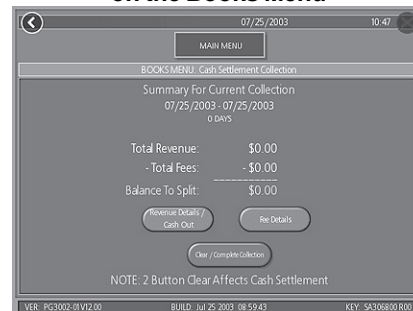 on the Books Menu
07/25/2003 10:47
MAIN MENU
BOOKS MENU: Cash Settlement Collection
Summary For Current Collection
07/25/2003 - 07/25/2003
0 DAYS
Total Revenue: $0.00
- Total Fees: - $0.00
Balance To Split: $0.00
Revenue Details /
Cash Out
Fee Details
Clear / Complete Collection
NOTE: 2 Button Clear Affects Cash Settlement
VER: PG3002-01V12.00 BUILD: Jul 25 2003 08:59:43 KEY: SA306800 R00